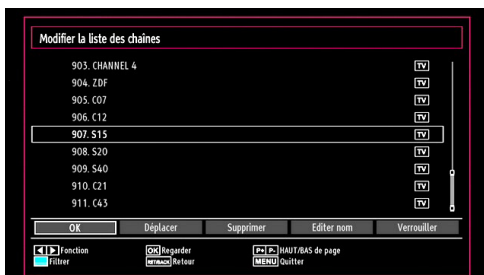 Modifier la liste des chaînes
903. CHANNEL 4 TV
904. ZDF TV
905. C07 TV
906. C12 TV
907. S15 TV
908. S20 TV
909. S40 TV
910. C21 TV
911. C43 TV
OK Déplacer Supprimer Editer nom Verrouiller
Fonction OK Regarder P+ P- HAUT/BAS de page
Filtrer RET/BACK Retour MENU Quitter